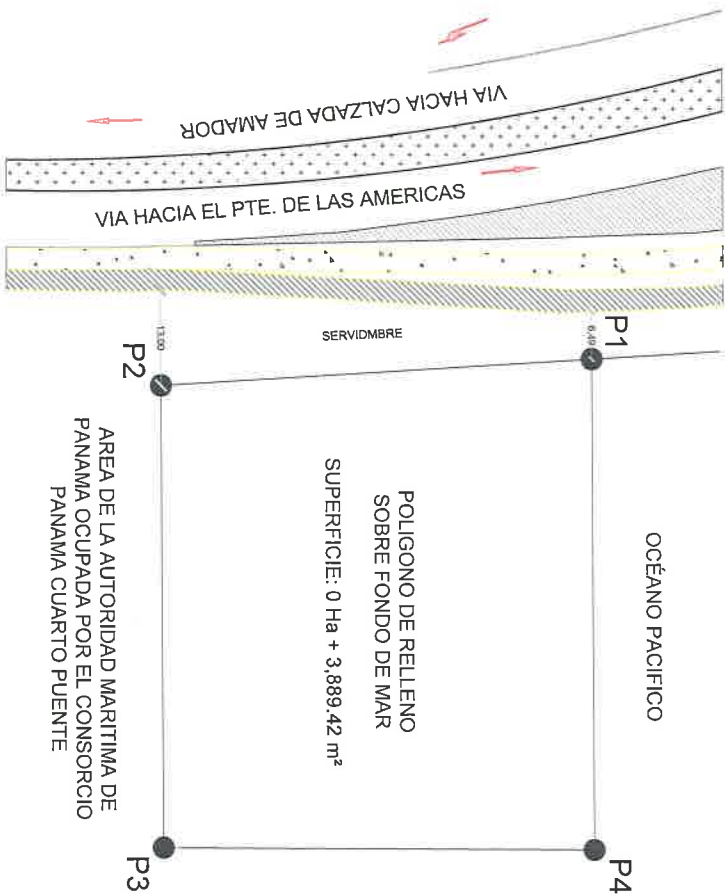 VIA HACIA CALZADA DE AMADOR
VIA HACIA EL PTE. DE LAS AMERICAS
SERVIDMBRE
13.00
6.49
P1
P2
OCÉANO PACIFICO
POLIGONO DE RELLENO
SOBRE FONDO DE MAR
SUPERFICIE: 0 Ha + 3,889.42 m²
AREA DE LA AUTORIDAD MARITIMA DE
PANAMA OCUPADA POR EL CONSORCIO
PANAMA CUARTO PUENTE
P3
P4